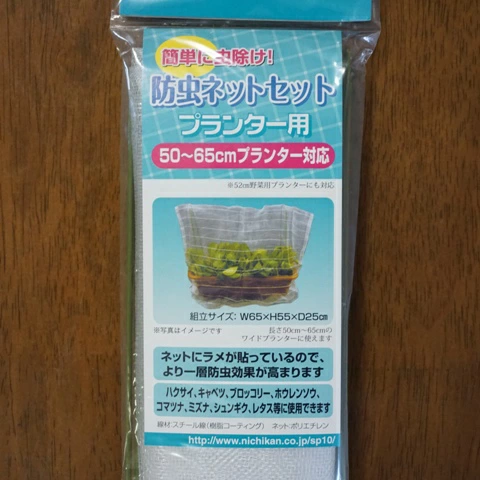 簡単に虫除け!
防虫ネットセット
プランター用
50〜65cmプランター対応
※52㎝野菜用プランターにも対応
組立サイズ: W65×H55×D25㎝
※写真はイメージです
長さ50cm〜65cmの
ワイドプランターに使えます
ネットにラメが貼っているので、
より一層防虫効果が高まります
ハクサイ、キャベツ、ブロッコリー、ホウレンソウ、
コマツナ、ミズナ、シュンギク、レタス等に使用できます
線材:スチール線(樹脂コーティング) ネット:ポリエチレン
http://www.nichikan.co.jp/sp10/